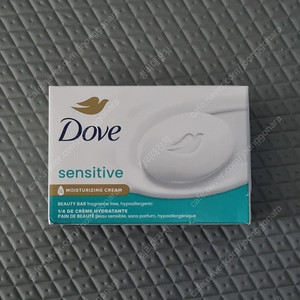 Dove
sensitive
MOISTURIZING CREAM
BEAUTY BAR fragrance free, hypoallergenic
1/4 DE CRÈME HYDRATANTE
PAIN DE BEAUTÉ peau sensible, sans parfum, hypoallergénique